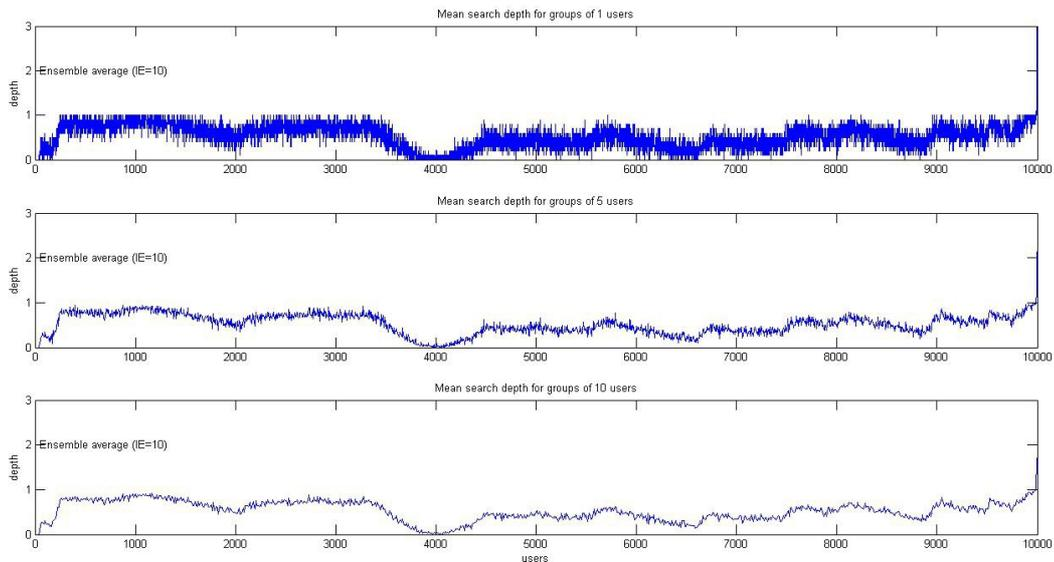 Mean search depth for groups of 1 users
3
2
1
0
depth
Ensemble average (IE=10)
0 1000 2000 3000 4000 5000 6000 7000 8000 9000 10000
Mean search depth for groups of 5 users
3
2
1
0
depth
Ensemble average (IE=10)
0 1000 2000 3000 4000 5000 6000 7000 8000 9000 10000
Mean search depth for groups of 10 users
3
2
1
0
depth
Ensemble average (IE=10)
0 1000 2000 3000 4000 5000 6000 7000 8000 9000 10000
users